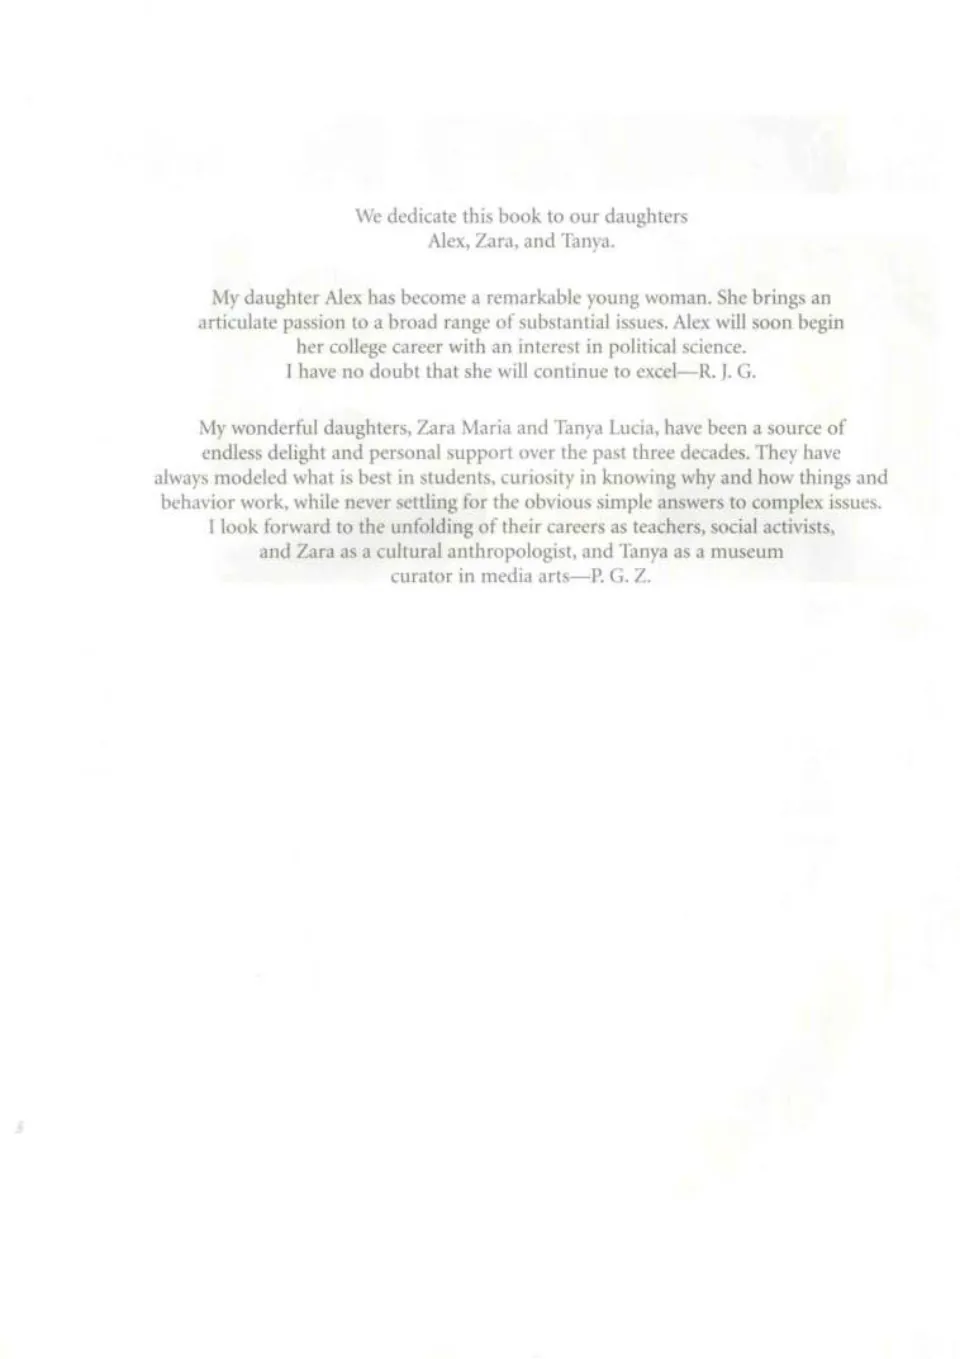 We dedicate this book to our daughters
Alex, Zara, and Tanya.
My daughter Alex has become a remarkable young woman. She brings an
articulate passion to a broad range of substantial issues. Alex will soon begin
her college career with an interest in political science.
I have no doubt that she will continue to excel—R. J. G.
My wonderful daughters, Zara Maria and Tanya Lucia, have been a source of
endless delight and personal support over the past three decades. They have
always modeled what is best in students, curiosity in knowing why and how things and
behavior work, while never settling for the obvious simple answers to complex issues.
I look forward to the unfolding of their careers as teachers, social activists,
and Zara as a cultural anthropologist, and Tanya as a museum
curator in media arts—P. G. Z.